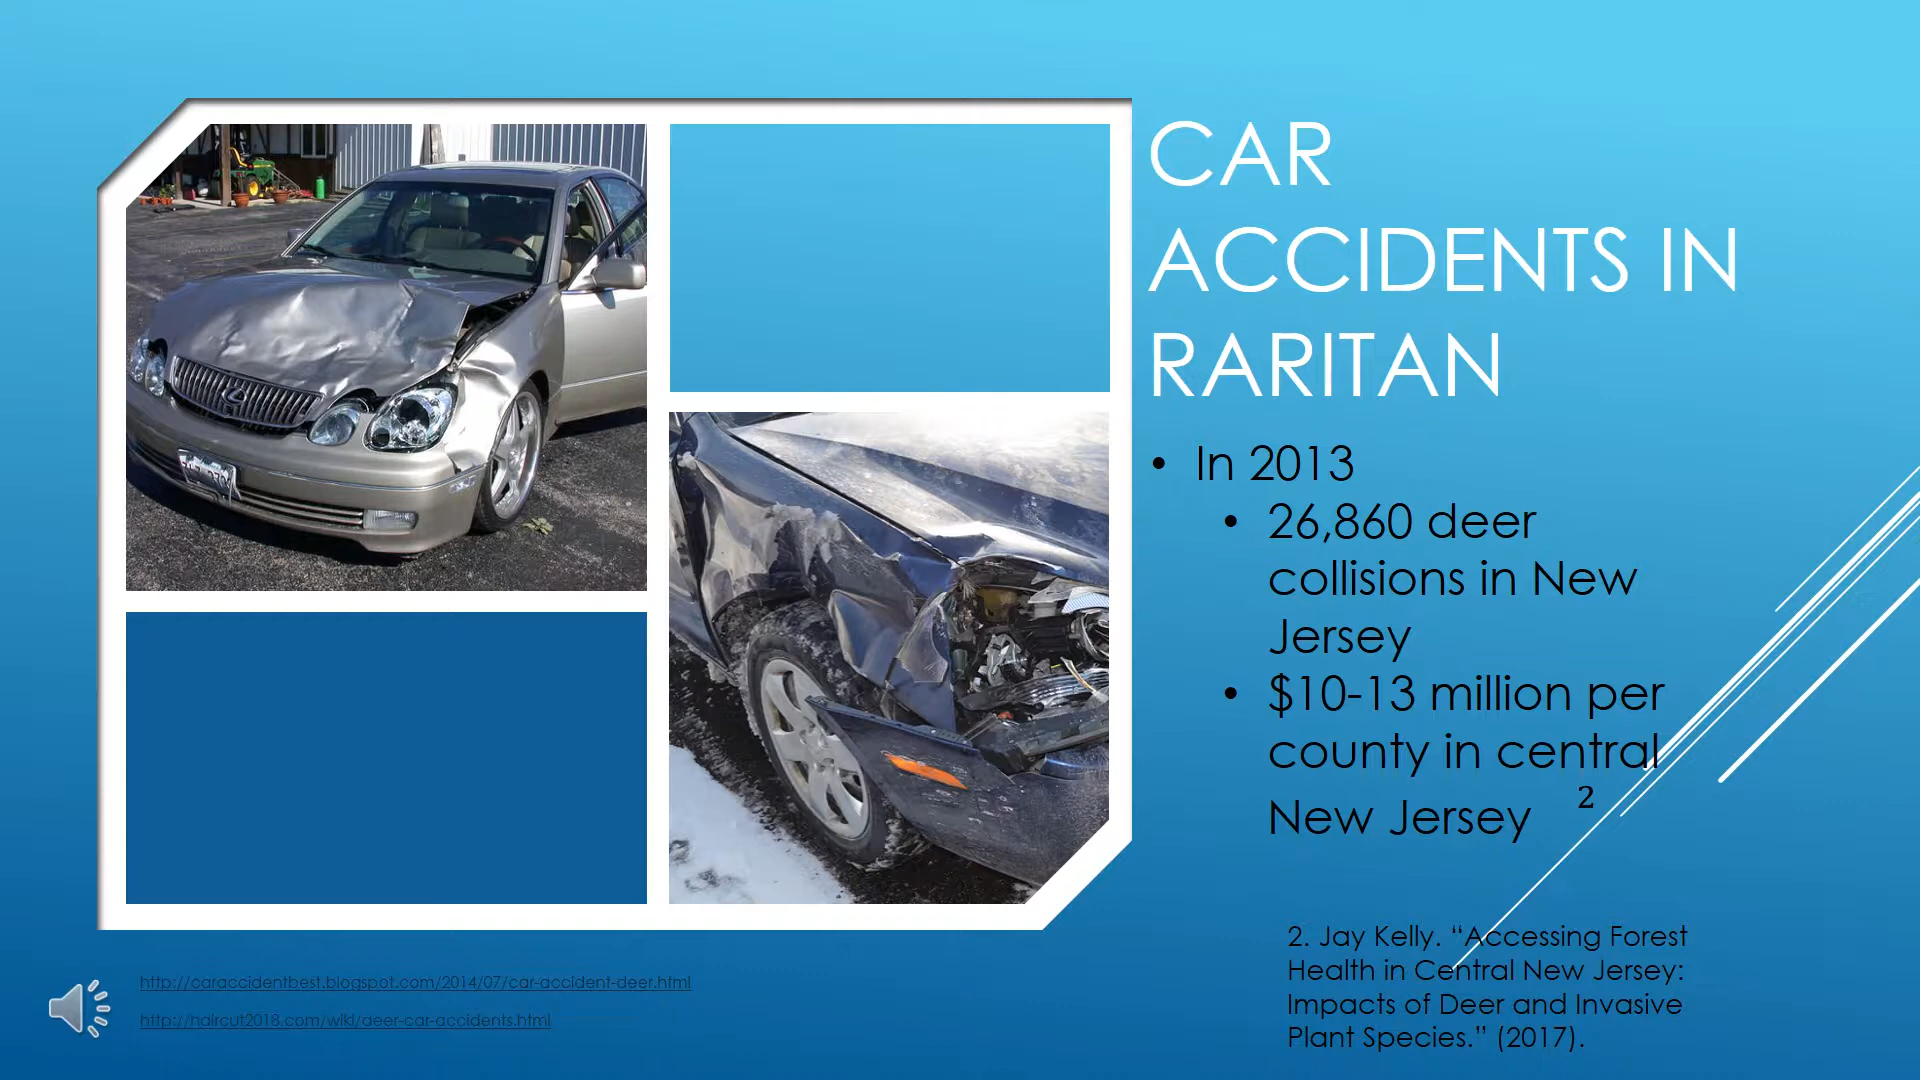 CAR
ACCIDENTS IN
RARITAN
• In 2013
• 26,860 deer
collisions in New
Jersey
• $10-13 million per
county in central
New Jersey 2
2. Jay Kelly. “Accessing Forest
Health in Central New Jersey:
Impacts of Deer and Invasive
Plant Species.” (2017).
http://caraccidentbest.blogspot.com/2014/07/car-accident-deer.html
http://haircut2018.com/wiki/deer-car-accidents.html